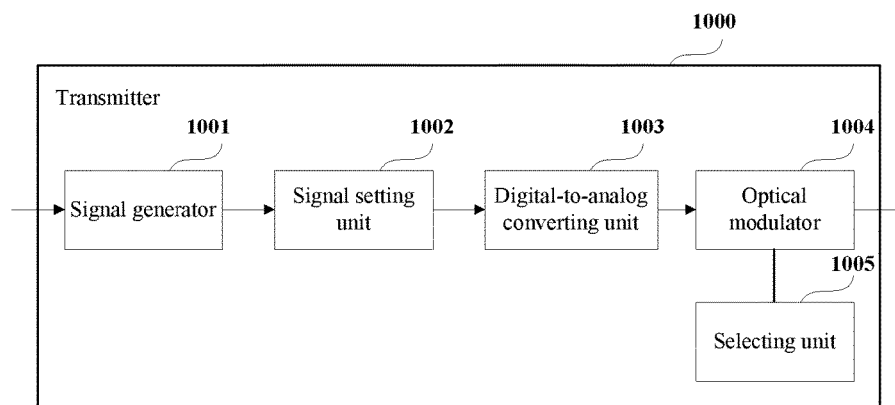 1000
Transmitter
1001
1002
1003
1004
Signal generator
Signal setting
unit
Digital-to-analog
converting unit
Optical
modulator
1005
Selecting unit